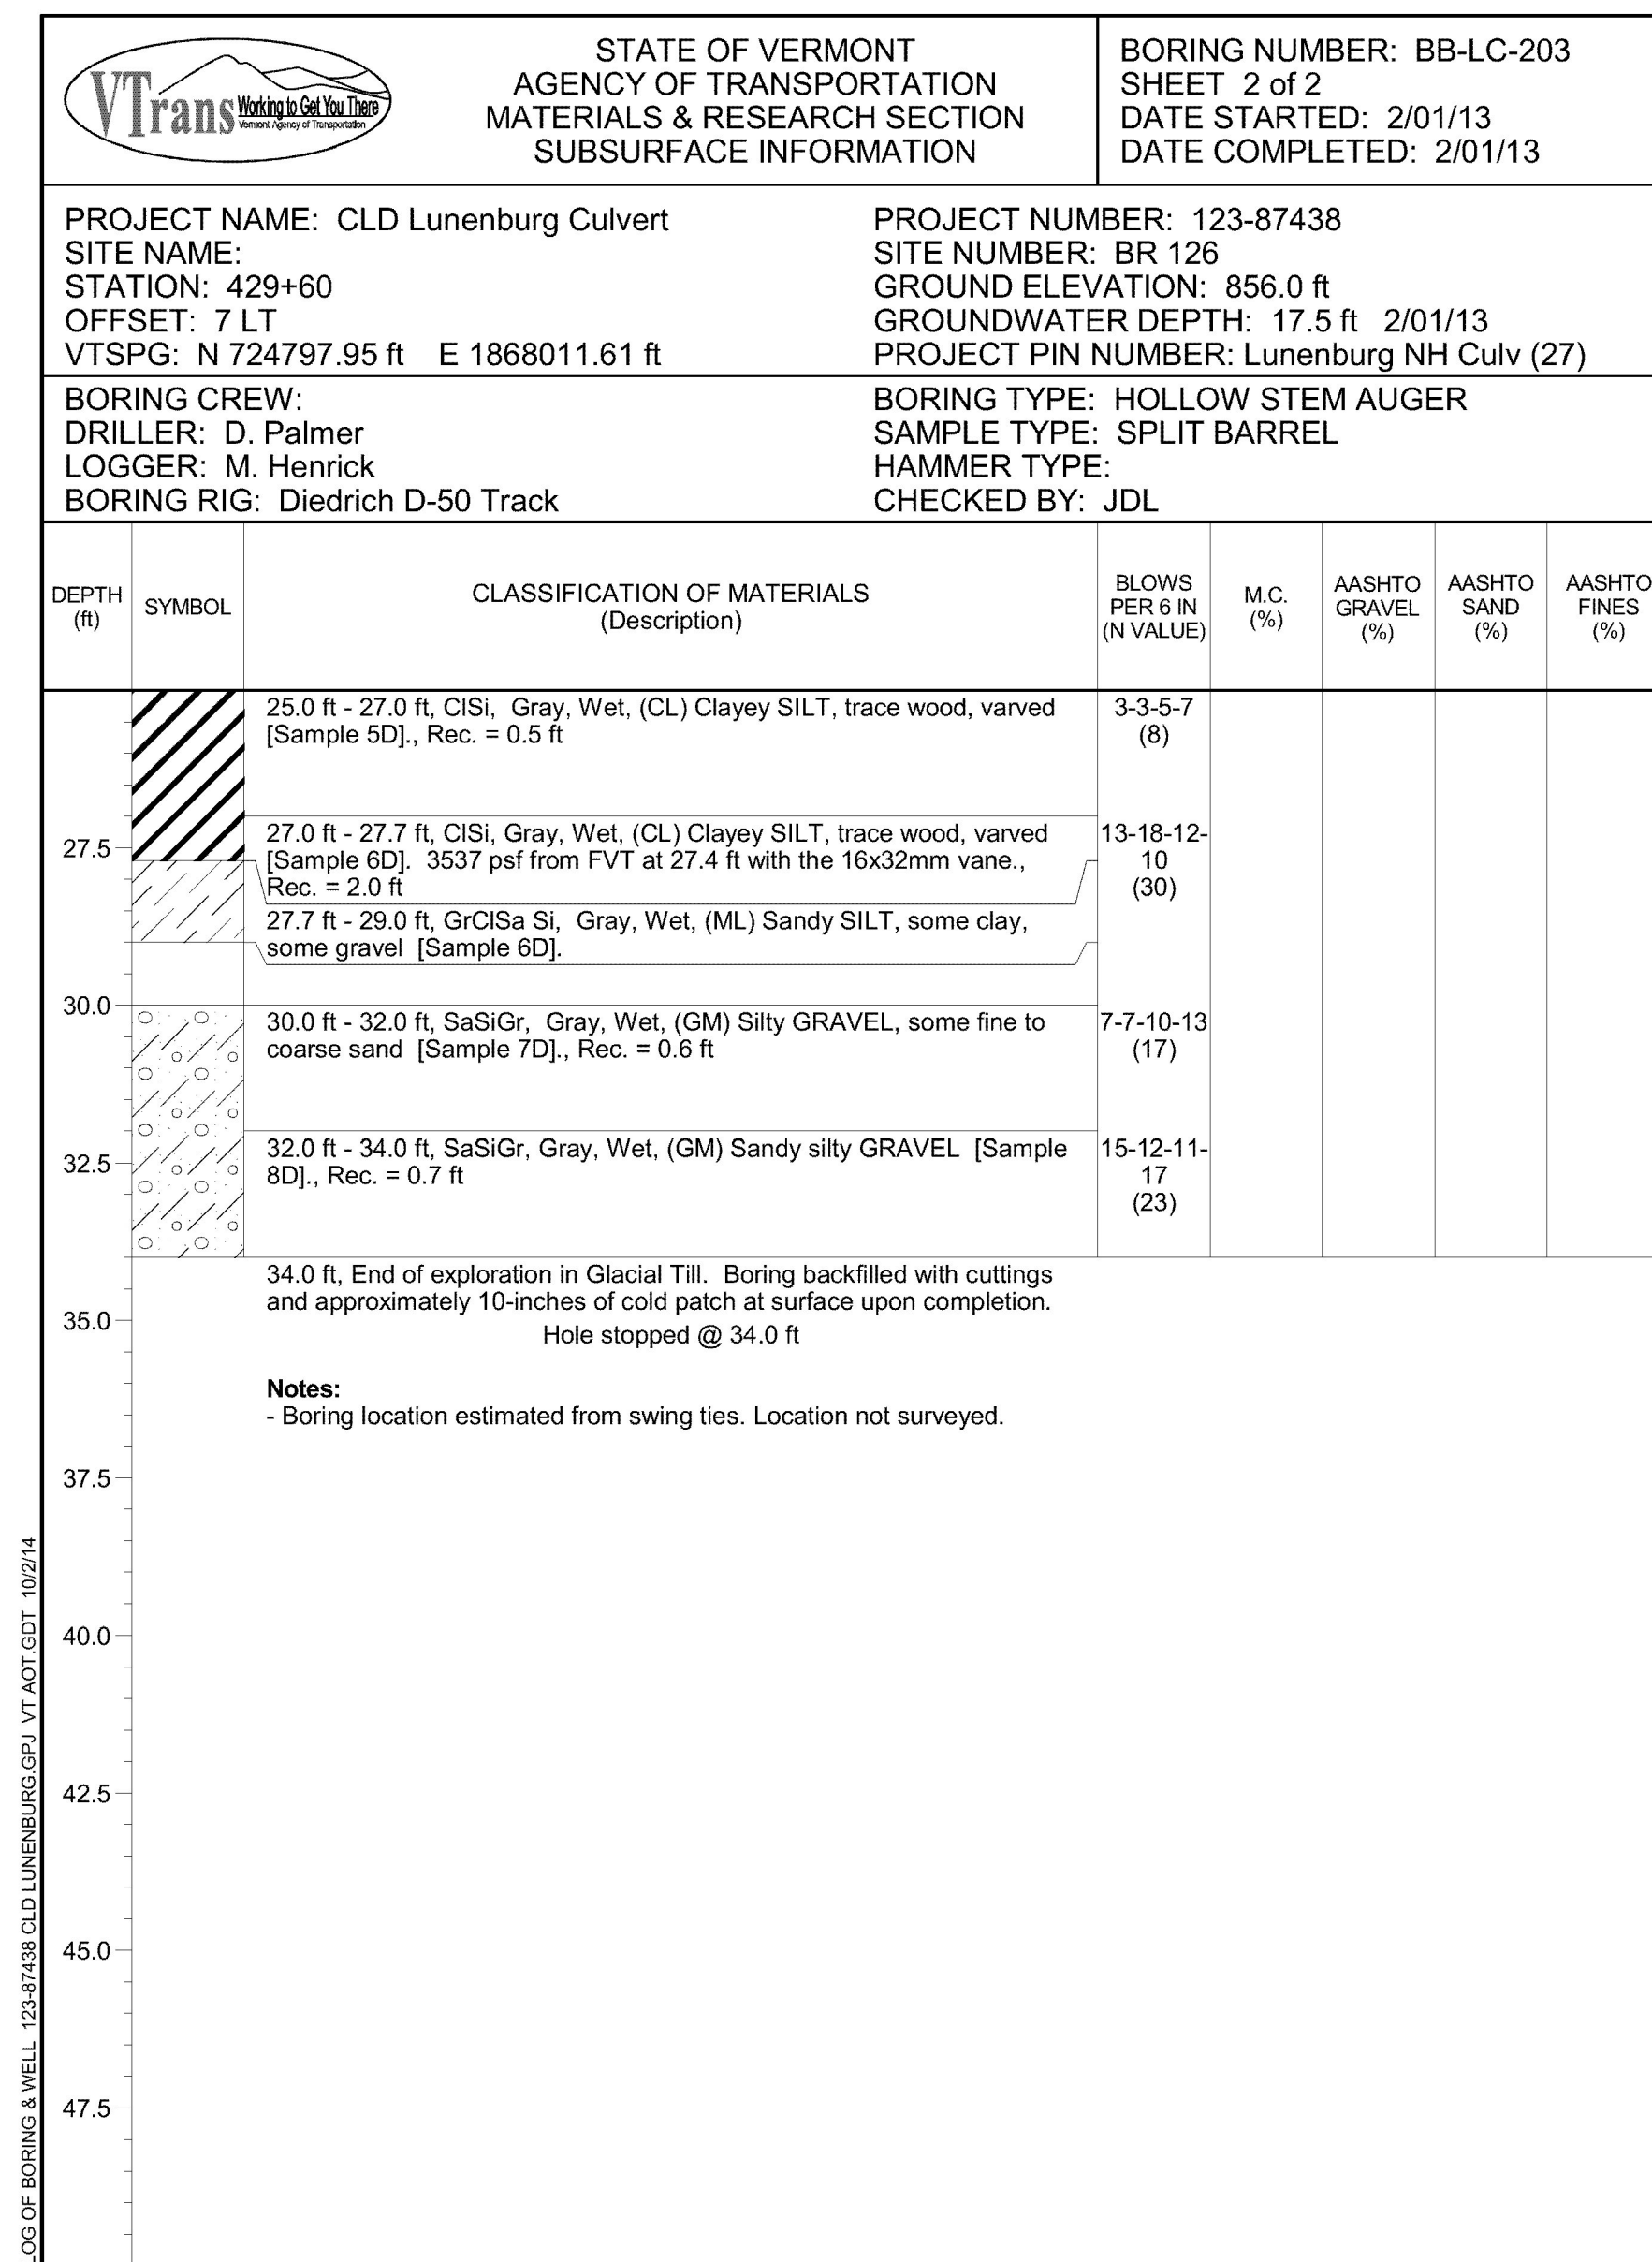 VTrans Working to Get You There
Vermont Agency of Transportation
STATE OF VERMONT
AGENCY OF TRANSPORTATION
MATERIALS & RESEARCH SECTION
SUBSURFACE INFORMATION
BORING NUMBER: BB-LC-203
SHEET 2 of 2
DATE STARTED: 2/01/13
DATE COMPLETED: 2/01/13
PROJECT NAME: CLD Lunenburg Culvert
SITE NAME:
STATION: 429+60
OFFSET: 7 LT
VTSPG: N 724797.95 ft E 1868011.61 ft
PROJECT NUMBER: 123-87438
SITE NUMBER: BR 126
GROUND ELEVATION: 856.0 ft
GROUNDWATER DEPTH: 17.5 ft 2/01/13
PROJECT PIN NUMBER: Lunenburg NH Culv (27)
BORING CREW:
DRILLER: D. Palmer
LOGGER: M. Henrick
BORING RIG: Diedrich D-50 Track
BORING TYPE: HOLLOW STEM AUGER
SAMPLE TYPE: SPLIT BARREL
HAMMER TYPE:
CHECKED BY: JDL
DEPTH
(ft)
SYMBOL
CLASSIFICATION OF MATERIALS
(Description)
BLOWS
PER 6 IN
(N VALUE)
M.C.
(%)
AASHTO
GRAVEL
(%)
AASHTO
SAND
(%)
AASHTO
FINES
(%)
25.0 ft - 27.0 ft, ClSi, Gray, Wet, (CL) Clayey SILT, trace wood, varved
[Sample 5D]., Rec. = 0.5 ft
3-3-5-7
(8)
27.5
27.0 ft - 27.7 ft, ClSi, Gray, Wet, (CL) Clayey SILT, trace wood, varved
[Sample 6D]. 3537 psf from FVT at 27.4 ft with the 16x32mm vane.,
Rec. = 2.0 ft
13-18-12-
10
(30)
27.7 ft - 29.0 ft, GrClSa Si, Gray, Wet, (ML) Sandy SILT, some clay,
some gravel [Sample 6D].
30.0
30.0 ft - 32.0 ft, SaSiGr, Gray, Wet, (GM) Silty GRAVEL, some fine to
coarse sand [Sample 7D]., Rec. = 0.6 ft
7-7-10-13
(17)
32.5
32.0 ft - 34.0 ft, SaSiGr, Gray, Wet, (GM) Sandy silty GRAVEL [Sample
8D]., Rec. = 0.7 ft
15-12-11-
17
(23)
34.0 ft, End of exploration in Glacial Till. Boring backfilled with cuttings
and approximately 10-inches of cold patch at surface upon completion.
35.0
Hole stopped @ 34.0 ft
Notes:
- Boring location estimated from swing ties. Location not surveyed.
37.5
40.0
42.5
45.0
47.5
LOG OF BORING & WELL 123-87438 CLD LUNENBURG.GPJ VT AOT.GDT 10/2/14